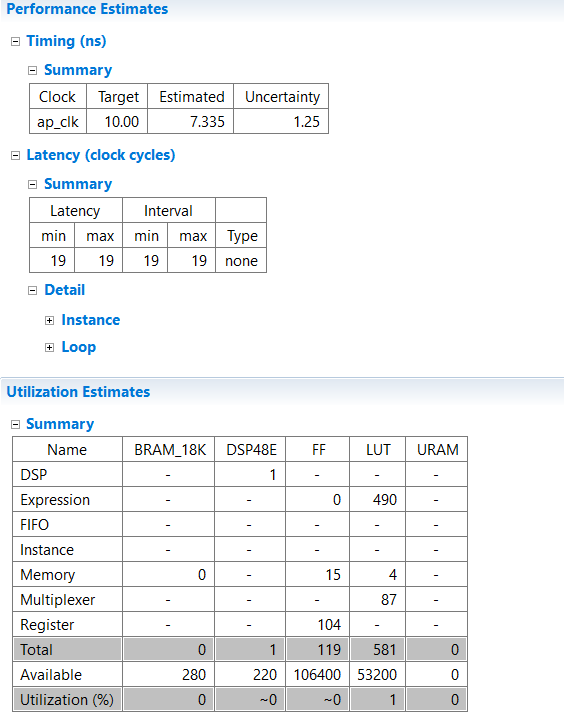 Performance Estimates
Timing (ns)
Summary
Clock Target Estimated Uncertainty
ap_clk 10.00 7.335 1.25
Latency (clock cycles)
Summary
Latency Interval
min max min max Type
19 19 19 19 none
Detail
Instance
Loop
Utilization Estimates
Summary
Name BRAM_18K DSP48E FF LUT URAM
DSP - 1 - - -
Expression - - 0 490 -
FIFO - - - - -
Instance - - - - -
Memory 0 - 15 4 -
Multiplexer - - - 87 -
Register - - 104 - -
Total 0 1 119 581 0
Available 280 220 106400 53200 0
Utilization (%) 0 ~0 ~0 1 0